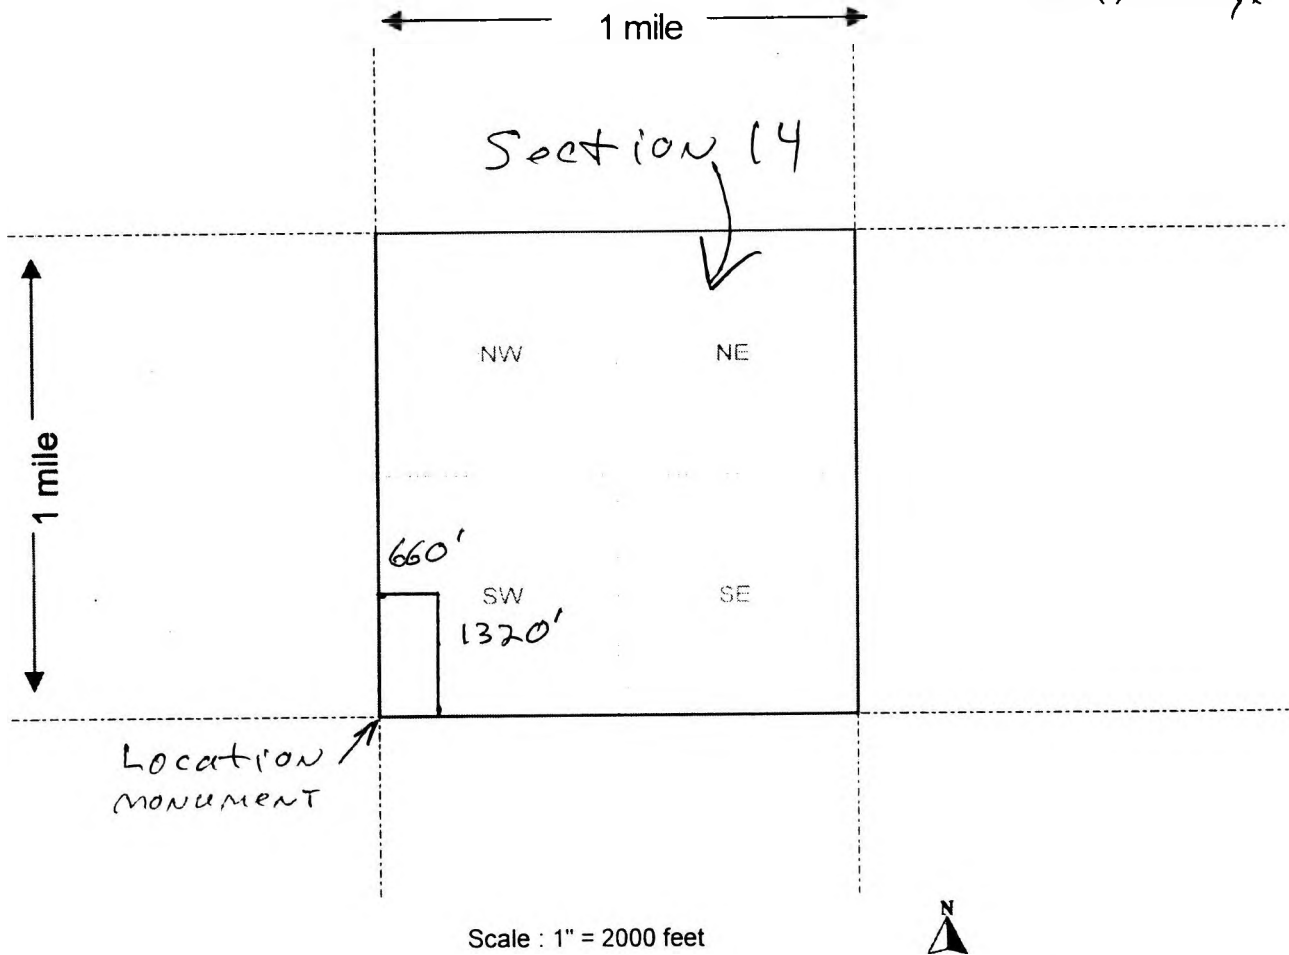 1 mile
Section 14
NW
NE
1 mile
660'
SW
SE
1320'
Location
monument
N
Scale : 1" = 2000 feet